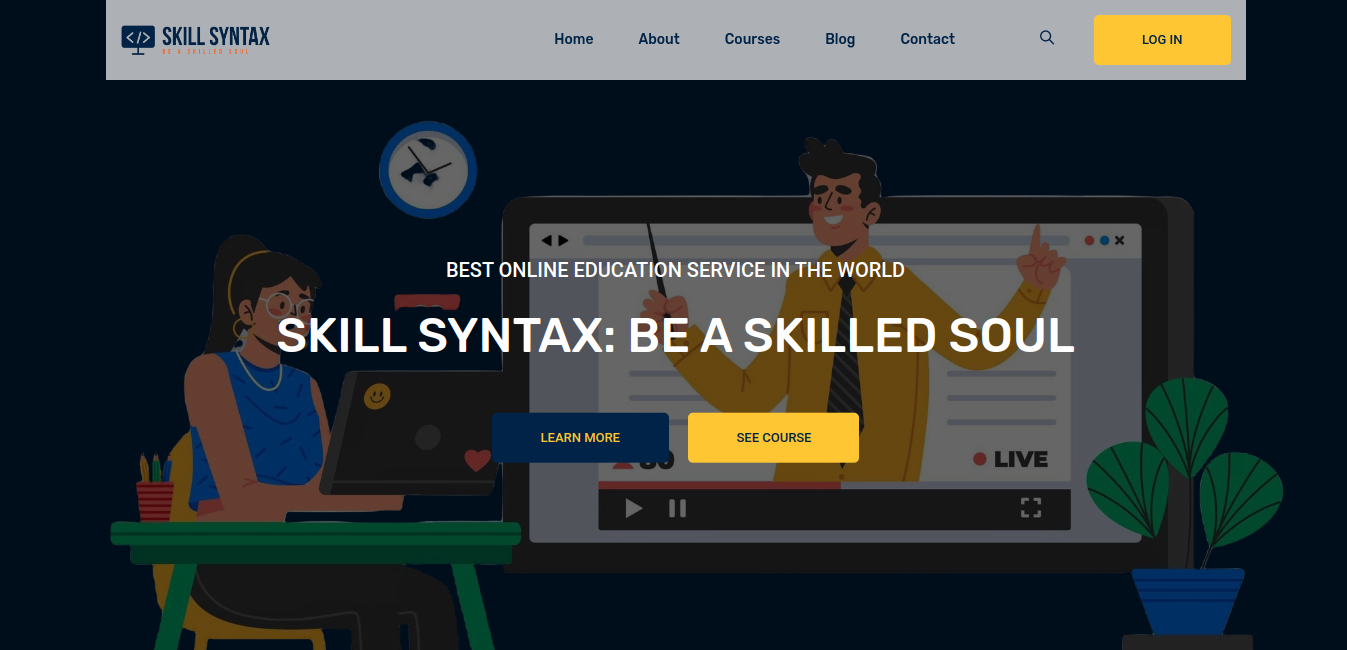 SKILL SYNTAX
BE A SKILLED SOUL
Home
About
Courses
Blog
Contact
LOG IN
BEST ONLINE EDUCATION SERVICE IN THE WORLD
SKILL SYNTAX: BE A SKILLED SOUL
LEARN MORE
SEE COURSE
LIVE